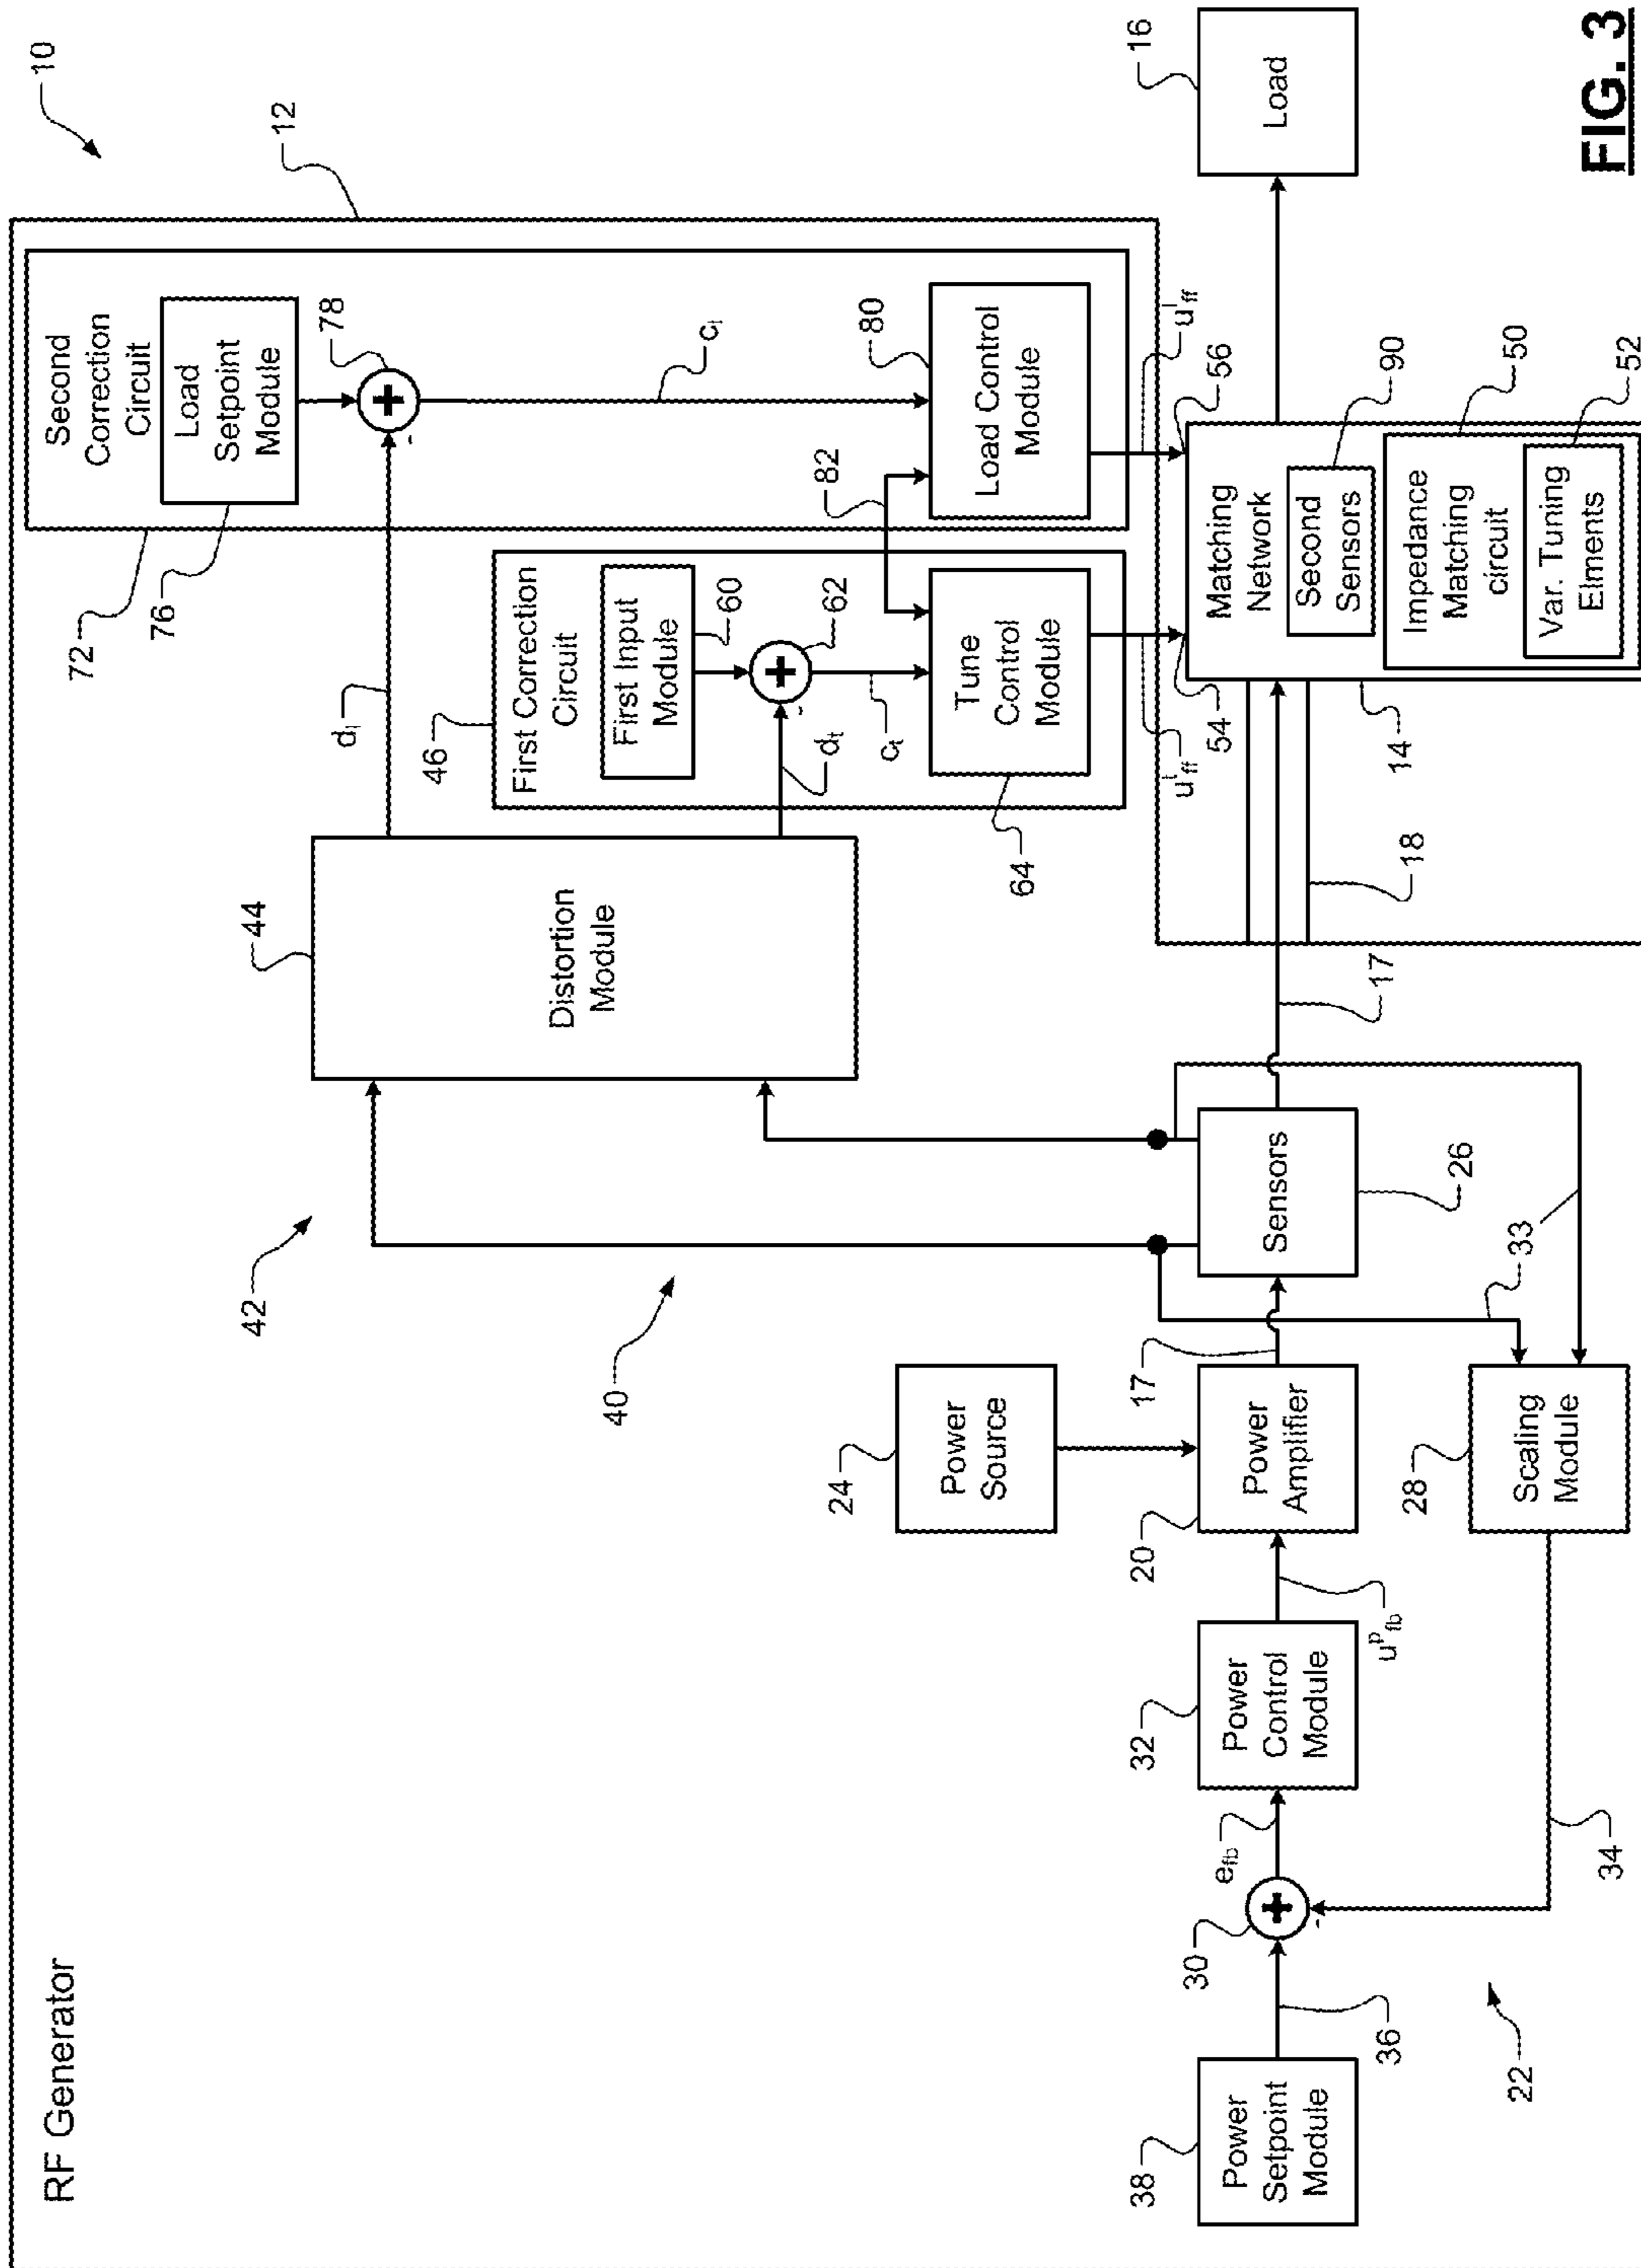 RF Generator
10
12
42
44
Distortion
Module
d_l
72
76
Second
Correction
Circuit
Load
Setpoint
Module
78
-
c_l
46
First Correction
Circuit
First Input
Module
60
62
-
d_t
c_t
64
Tune
Control
Module
82
80
Load Control
Module
40
24
Power
Source
38
Power
Setpoint
Module
36
30
-
e_fb
32
Power
Control
Module
u^p_fb
20
Power
Amplifier
17
Sensors
26
17
18
u^t_ff
54
u^l_ff
56
14
Matching
Network
Second
Sensors
90
Impedance
Matching
circuit
50
Var. Tuning
Elments
52
16
Load
22
34
28
Scaling
Module
33
FIG. 3